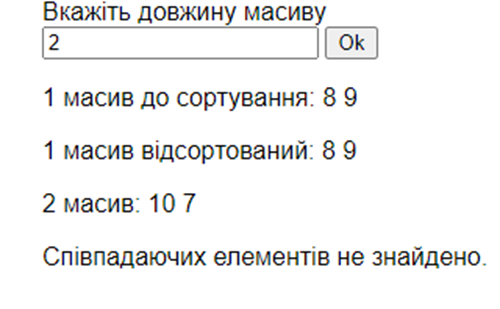 Вкажіть довжину масиву
2 Ok
1 масив до сортування: 8 9
1 масив відсортований: 8 9
2 масив: 10 7
Співпадаючих елементів не знайдено.